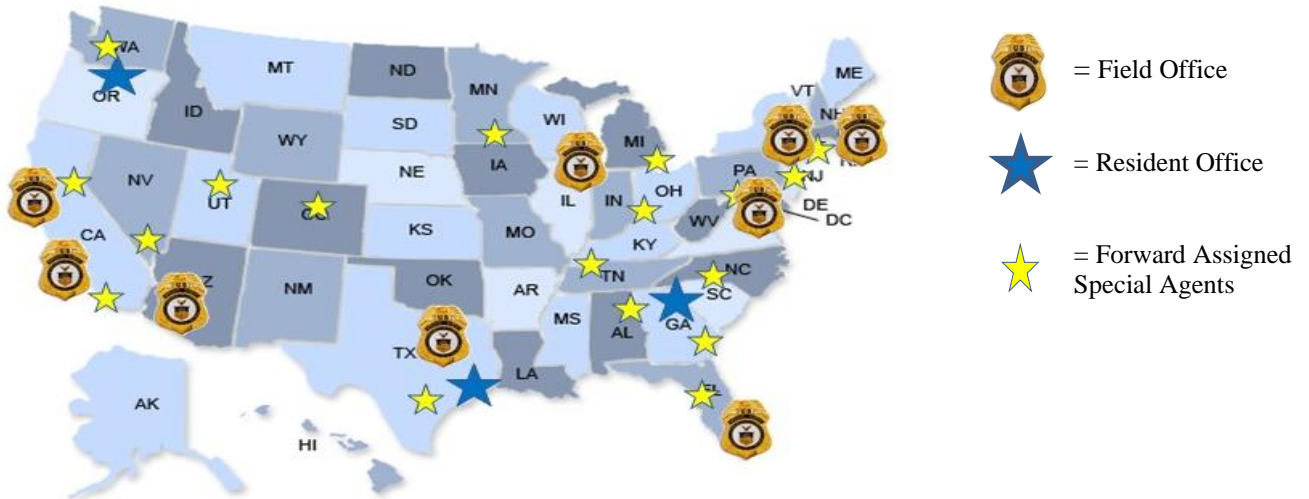 WA
MT
ND
MN
ME
VT
NH
OR
ID
SD
WI
MI
WY
IA
PA
NJ
NE
OH
NV
UT
IL
IN
DE
WV
DC
CA
KS
MO
KY
NC
TN
OK
AR
SC
NM
MS
AL
GA
TX
LA
FL
AK
HI
= Field Office
= Resident Office
= Forward Assigned
Special Agents